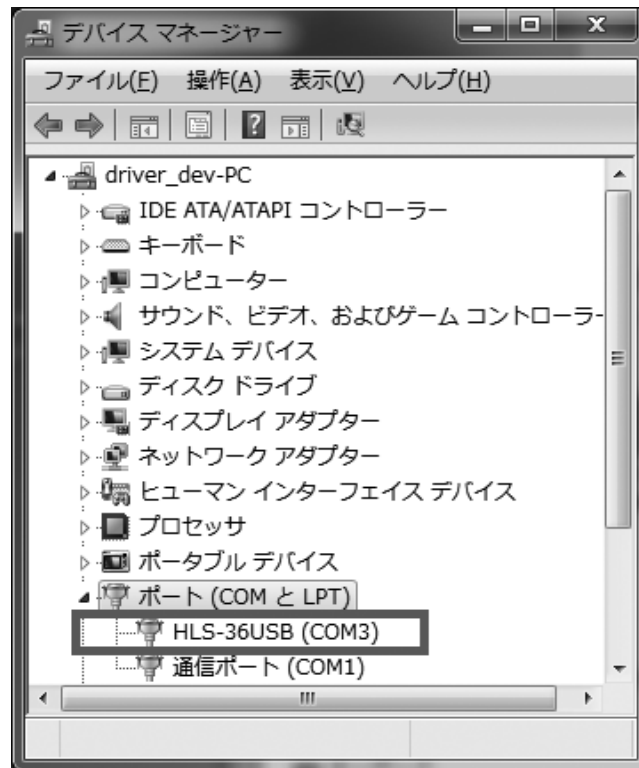 デバイス マネージャー
ファイル(F) 操作(A) 表示(V) ヘルプ(H)
driver_dev-PC
IDE ATA/ATAPI コントローラー
キーボード
コンピューター
サウンド、ビデオ、およびゲーム コントローラー
システム デバイス
ディスク ドライブ
ディスプレイ アダプター
ネットワーク アダプター
ヒューマン インターフェイス デバイス
プロセッサ
ポータブル デバイス
ポート (COM と LPT)
HLS-36USB (COM3)
通信ポート (COM1)